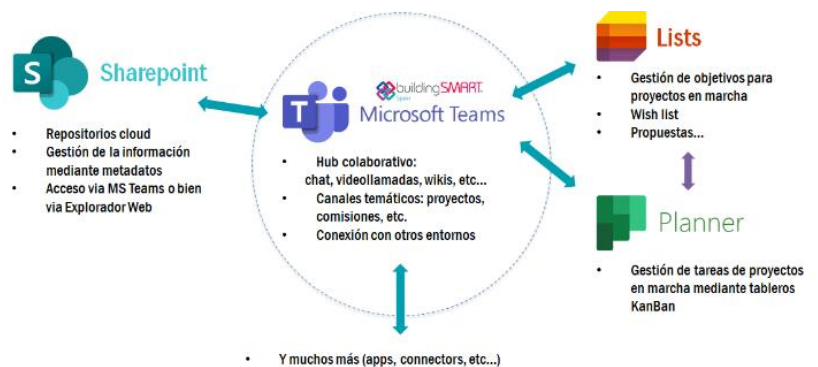 S
Sharepoint
• Repositorios cloud
• Gestión de la información
mediante metadatos
• Acceso via MS Teams o bien
via Explorador Web
buildingSMART
Spain
T
Microsoft Teams
• Hub colaborativo:
chat, videollamadas, wikis, etc...
• Canales temáticos: proyectos,
comisiones, etc.
• Conexión con otros entornos
Lists
• Gestión de objetivos para
proyectos en marcha
• Wish list
• Propuestas...
Planner
• Gestión de tareas de proyectos
en marcha mediante tableros
KanBan
• Y muchos más (apps, connectors, etc...)